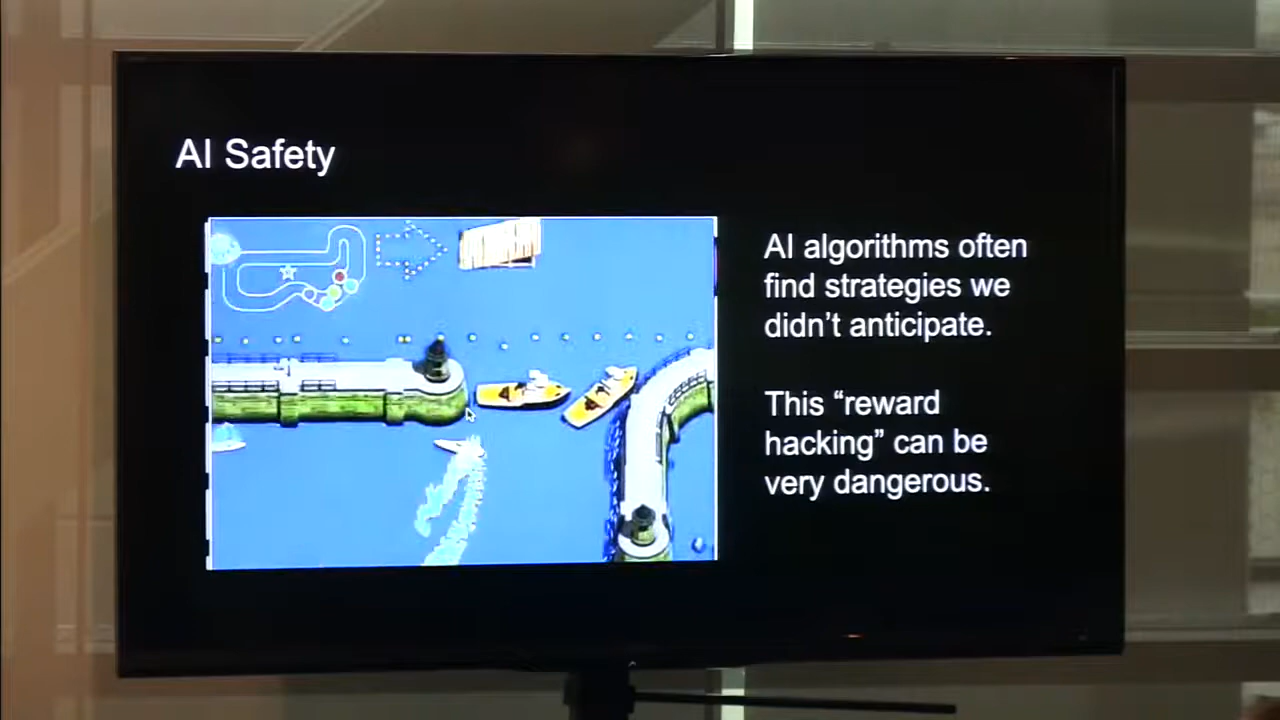 AI Safety
AI algorithms often
find strategies we
didn’t anticipate.
This “reward
hacking” can be
very dangerous.